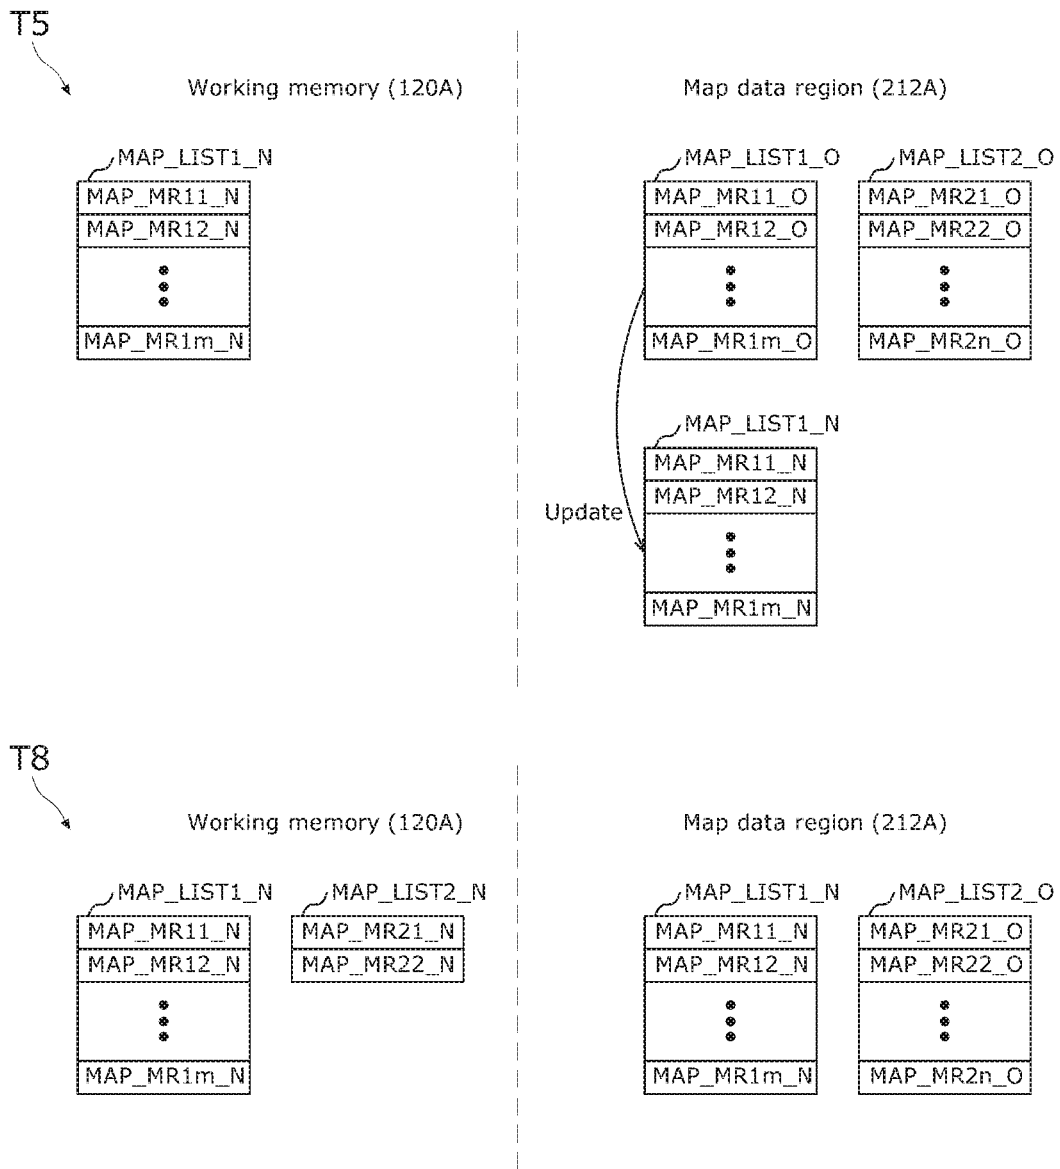 T5
Working memory (120A)
Map data region (212A)
MAP_LIST1_N
MAP_MR11_N
MAP_MR12_N
MAP_MR1m_N
MAP_LIST1_O
MAP_MR11_O
MAP_MR12_O
MAP_MR1m_O
MAP_LIST2_O
MAP_MR21_O
MAP_MR22_O
MAP_MR2n_O
Update
MAP_LIST1_N
MAP_MR11_N
MAP_MR12_N
MAP_MR1m_N
T8
Working memory (120A)
Map data region (212A)
MAP_LIST1_N
MAP_MR11_N
MAP_MR12_N
MAP_MR1m_N
MAP_LIST2_N
MAP_MR21_N
MAP_MR22_N
MAP_LIST1_N
MAP_MR11_N
MAP_MR12_N
MAP_MR1m_N
MAP_LIST2_O
MAP_MR21_O
MAP_MR22_O
MAP_MR2n_O